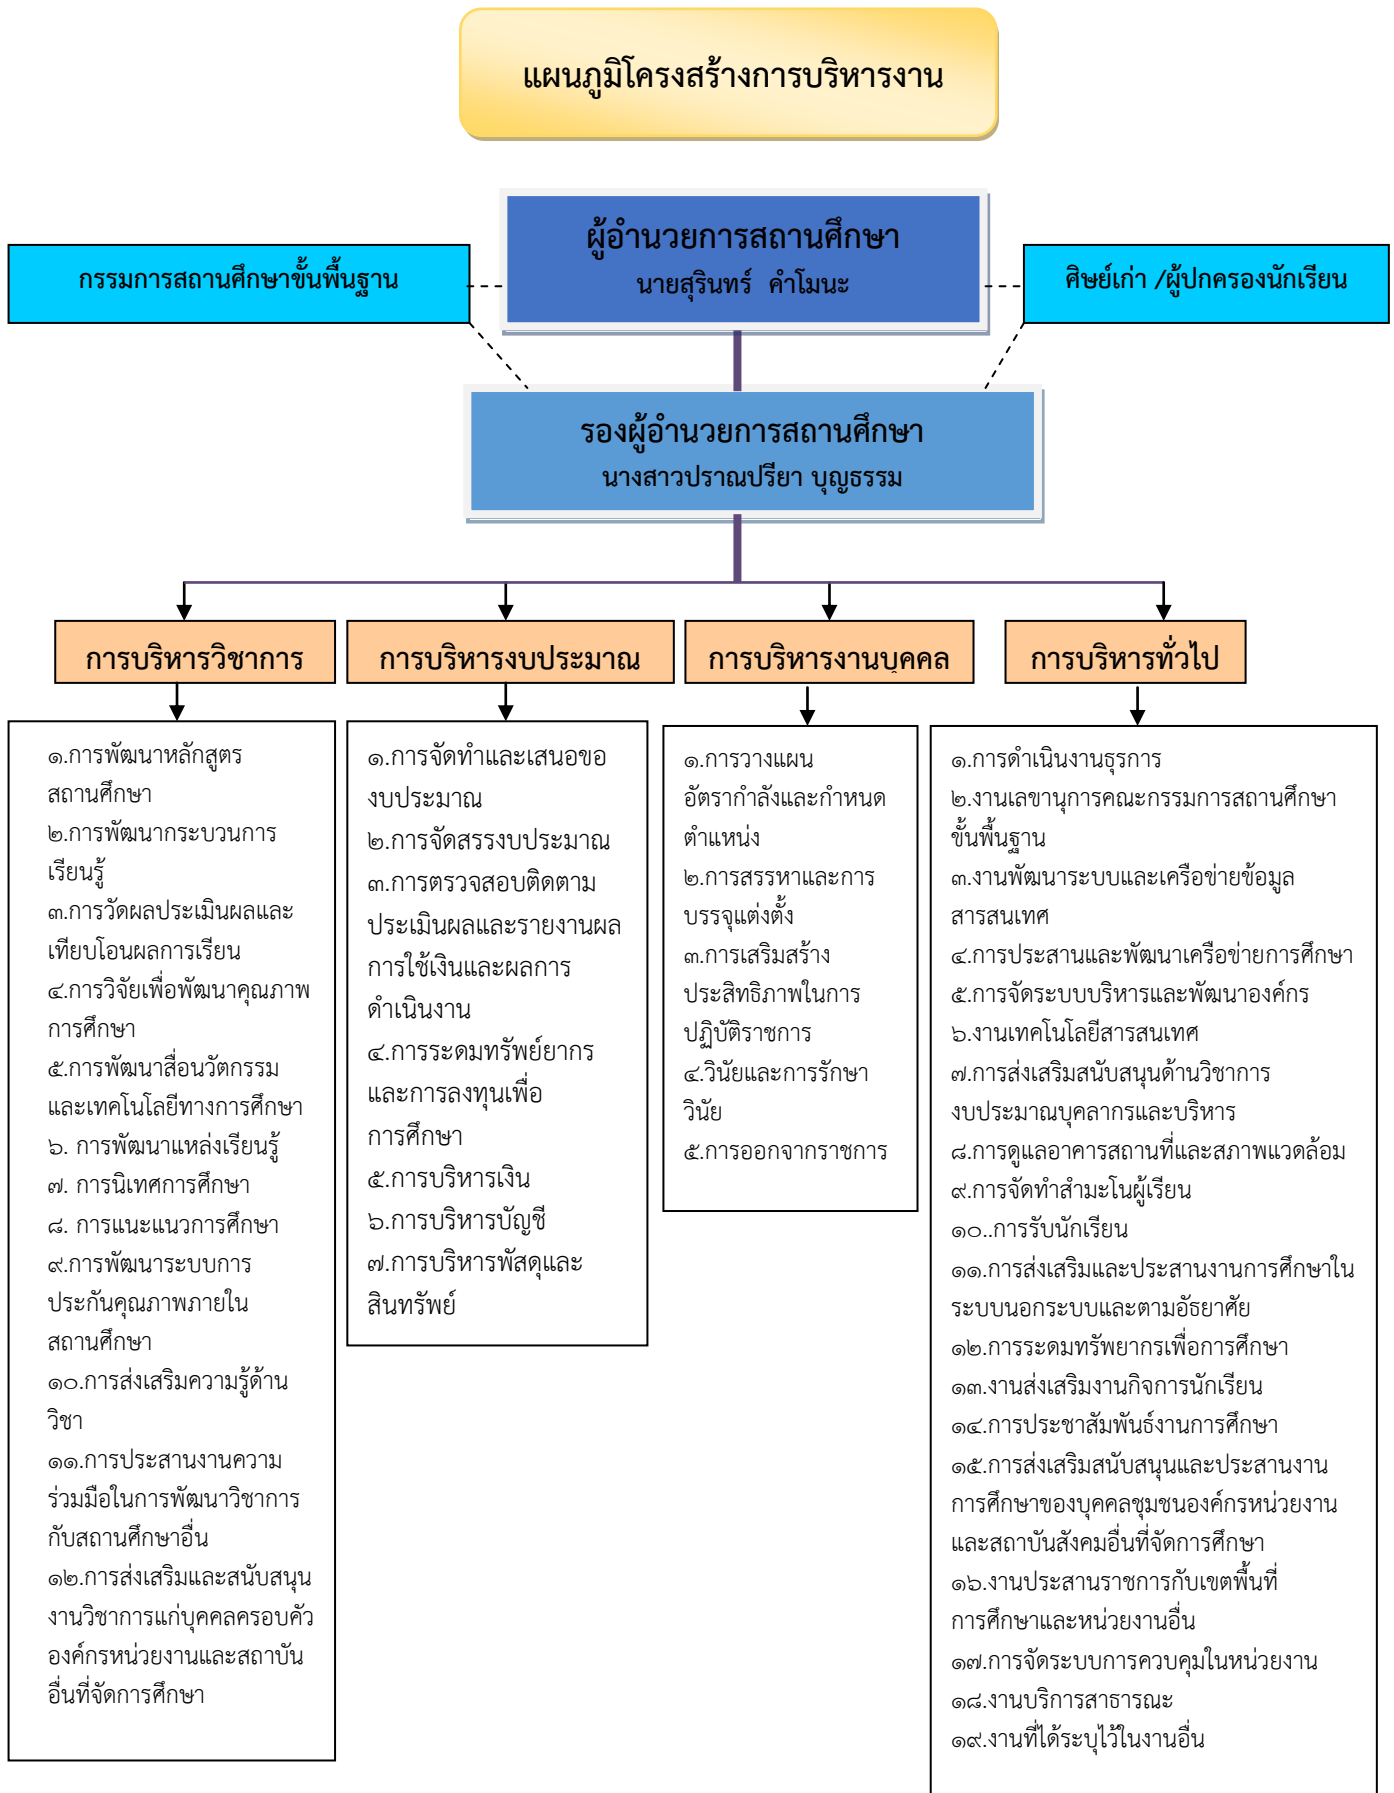 แผนภูมิโครงสร้างการบริหารงาน
ผู้อำนวยการสถานศึกษา
นายสุรินทร์ คำโมนะ
กรรมการสถานศึกษาขั้นพื้นฐาน
ศิษย์เก่า /ผู้ปกครองนักเรียน
รองผู้อำนวยการสถานศึกษา
นางสาวปราณปรียา บุญธรรม
การบริหารวิชาการ
๑.การพัฒนาหลักสูตร
สถานศึกษา
๒.การพัฒนากระบวนการ
เรียนรู้
๓.การวัดผลประเมินผลและ
เทียบโอนผลการเรียน
๔.การวิจัยเพื่อพัฒนาคุณภาพ
การศึกษา
๕.การพัฒนาสื่อนวัตกรรม
และเทคโนโลยีทางการศึกษา
๖. การพัฒนาแหล่งเรียนรู้
๗. การนิเทศการศึกษา
๘. การแนะแนวการศึกษา
๙.การพัฒนาระบบการ
ประกันคุณภาพภายใน
สถานศึกษา
๑๐.การส่งเสริมความรู้ด้าน
วิชา
๑๑.การประสานงานความ
ร่วมมือในการพัฒนาวิชาการ
กับสถานศึกษาอื่น
๑๒.การส่งเสริมและสนับสนุน
งานวิชาการแก่บุคคลครอบคัว
องค์กรหน่วยงานและสถาบัน
อื่นที่จัดการศึกษา
การบริหารงบประมาณ
๑.การจัดทำและเสนอขอ
งบประมาณ
๒.การจัดสรรงบประมาณ
๓.การตรวจสอบติดตาม
ประเมินผลและรายงานผล
การใช้เงินและผลการ
ดำเนินงาน
๔.การระดมทรัพย์ยากร
และการลงทุนเพื่อ
การศึกษา
๕.การบริหารเงิน
๖.การบริหารบัญชี
๗.การบริหารพัสดุและ
สินทรัพย์
การบริหารงานบุคคล
๑.การวางแผน
อัตรากำลังและกำหนด
ตำแหน่ง
๒.การสรรหาและการ
บรรจุแต่งตั้ง
๓.การเสริมสร้าง
ประสิทธิภาพในการ
ปฏิบัติราชการ
๔.วินัยและการรักษา
วินัย
๕.การออกจากราชการ
การบริหารทั่วไป
๑.การดำเนินงานธุรการ
๒.งานเลขานุการคณะกรรมการสถานศึกษา
ขั้นพื้นฐาน
๓.งานพัฒนาระบบและเครือข่ายข้อมูล
สารสนเทศ
๔.การประสานและพัฒนาเครือข่ายการศึกษา
๕.การจัดระบบบริหารและพัฒนาองค์กร
๖.งานเทคโนโลยีสารสนเทศ
๗.การส่งเสริมสนับสนุนด้านวิชาการ
งบประมาณบุคลากรและบริหาร
๘.การดูแลอาคารสถานที่และสภาพแวดล้อม
๙.การจัดทำสำมะโนผู้เรียน
๑๐..การรับนักเรียน
๑๑.การส่งเสริมและประสานงานการศึกษาใน
ระบบนอกระบบและตามอัธยาศัย
๑๒.การระดมทรัพยากรเพื่อการศึกษา
๑๓.งานส่งเสริมงานกิจการนักเรียน
๑๔.การประชาสัมพันธ์งานการศึกษา
๑๕.การส่งเสริมสนับสนุนและประสานงาน
การศึกษาของบุคคลชุมชนองค์กรหน่วยงาน
และสถาบันสังคมอื่นที่จัดการศึกษา
๑๖.งานประสานราชการกับเขตพื้นที่
การศึกษาและหน่วยงานอื่น
๑๗.การจัดระบบการควบคุมในหน่วยงาน
๑๘.งานบริการสาธารณะ
๑๙.งานที่ได้ระบุไว้ในงานอื่น